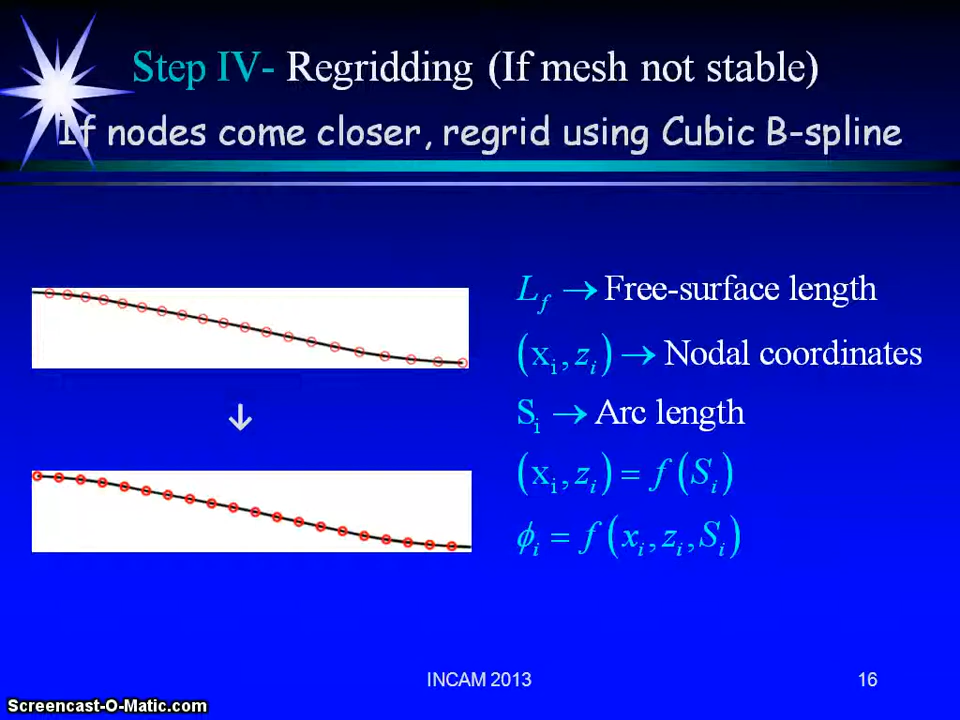 Step IV- Regridding (If mesh not stable)
If nodes come closer, regrid using Cubic B-spline
L_f → Free-surface length
(x_i, z_i) → Nodal coordinates
↓
S_i → Arc length
(x_i, z_i) = f(S_i)
ϕ_i = f(x_i, z_i, S_i)
INCAM 2013
16
Screencast-O-Matic.com